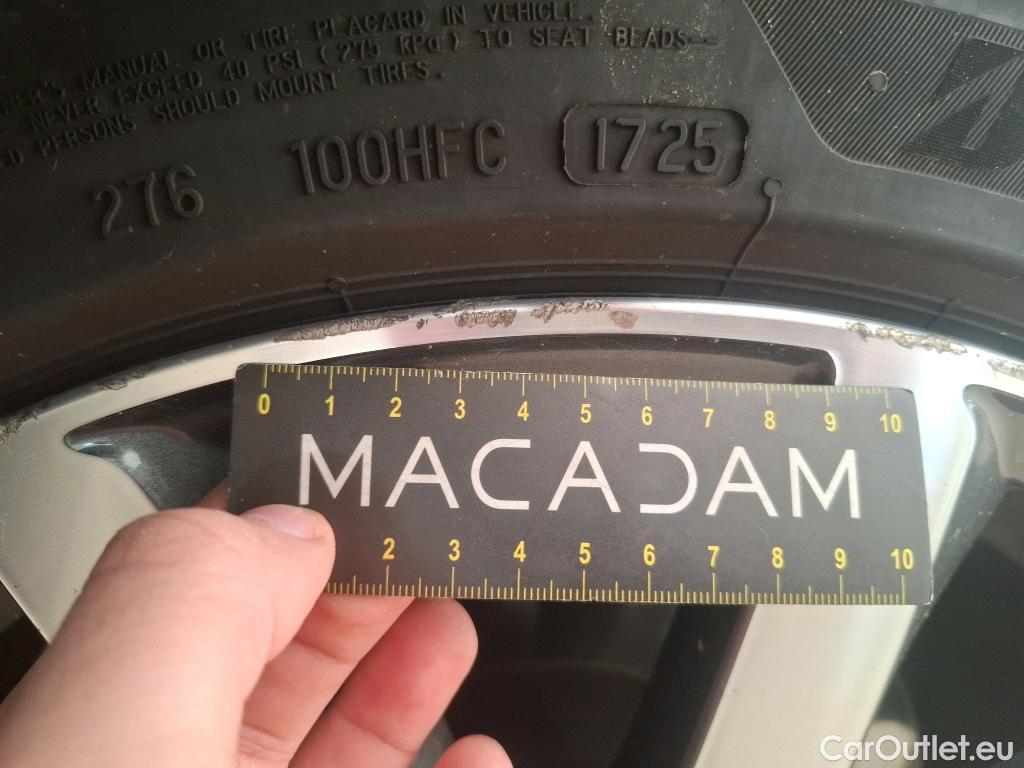 NER'S MANUAL OR TIRE PLACARD IN VEHICLE.
NEVER EXCEED 40 PSI (275 kPa) TO SEAT BEADS--
ED PERSONS SHOULD MOUNT TIRES.
276 100HFC 1725
0 1 2 3 4 5 6 7 8 9 10
MACADAM
2 3 4 5 6 7 8 9 10
CarOutlet.eu